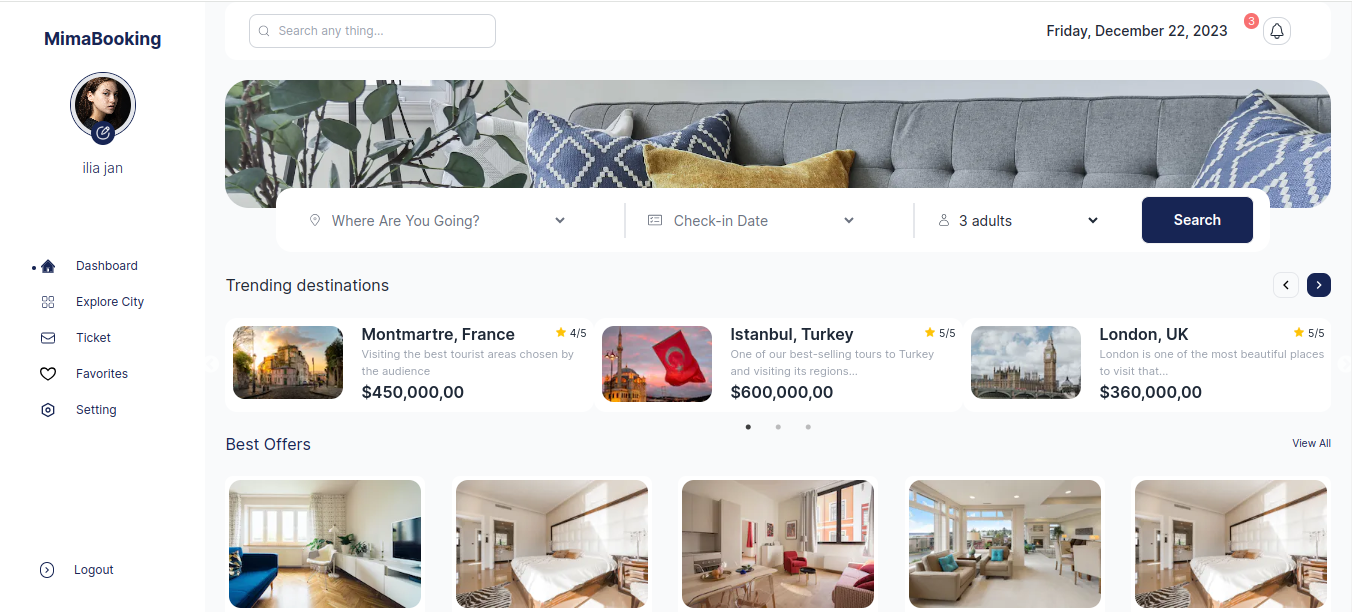 MimaBooking
ilia jan
Dashboard
Explore City
Ticket
Favorites
Setting
Logout
Search any thing...
Friday, December 22, 2023
3
Where Are You Going?
Check-in Date
3 adults
Search
Trending destinations
Montmartre, France
4/5
Visiting the best tourist areas chosen by
the audience
$450,000,00
Istanbul, Turkey
5/5
One of our best-selling tours to Turkey
and visiting its regions...
$600,000,00
London, UK
5/5
London is one of the most beautiful places
to visit that...
$360,000,00
Best Offers
View All